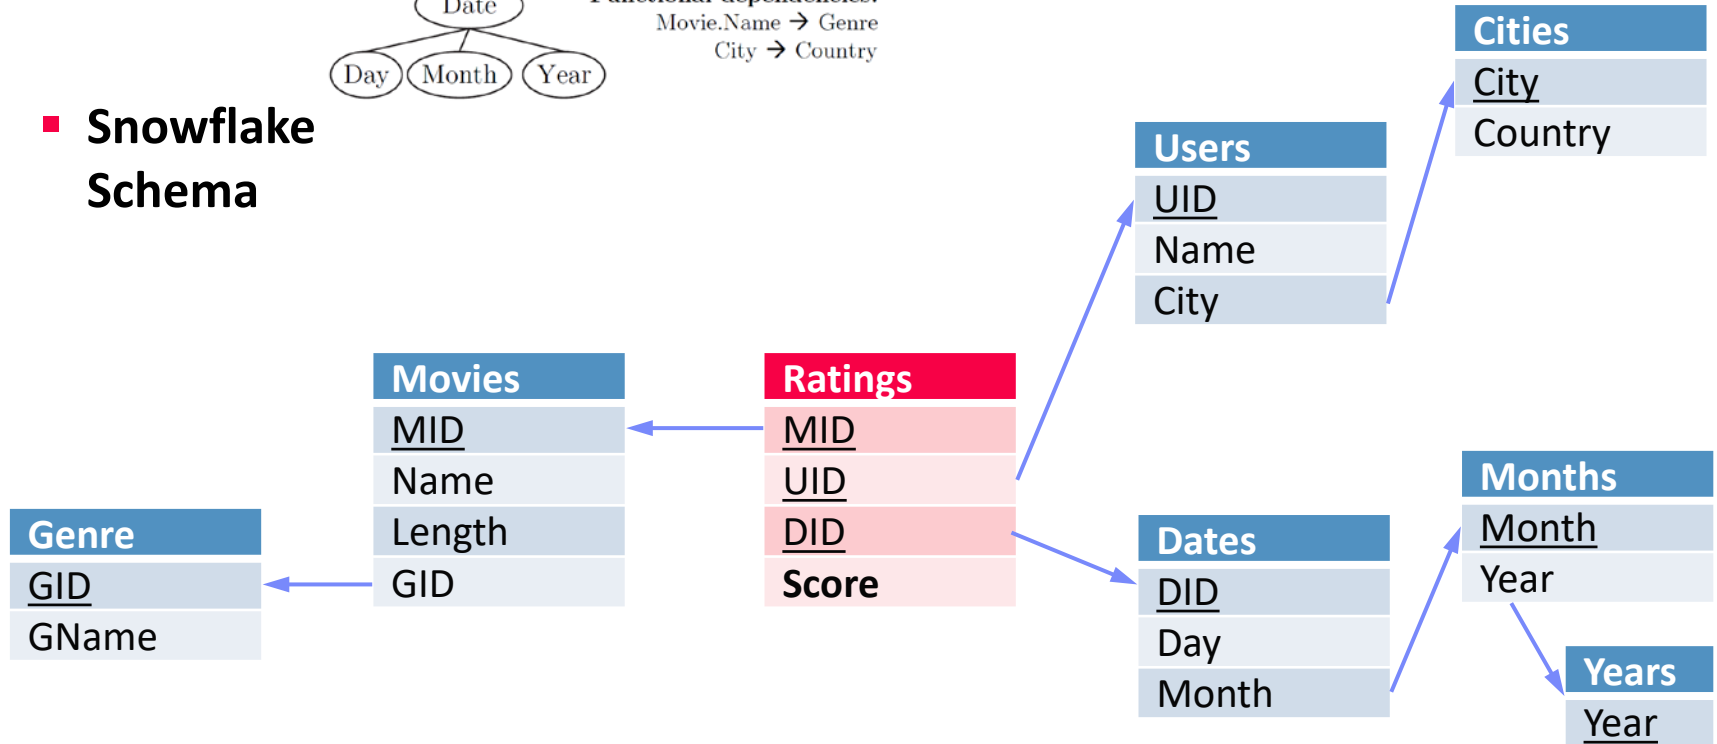 Date
Functional dependencies:
Movie.Name → Genre
City → Country
Day
Month
Year
Snowflake
Schema
Cities
City
Country
Users
UID
Name
City
Movies
MID
Name
Length
GID
Ratings
MID
UID
DID
Score
Genre
GID
GName
Dates
DID
Day
Month
Months
Month
Year
Years
Year